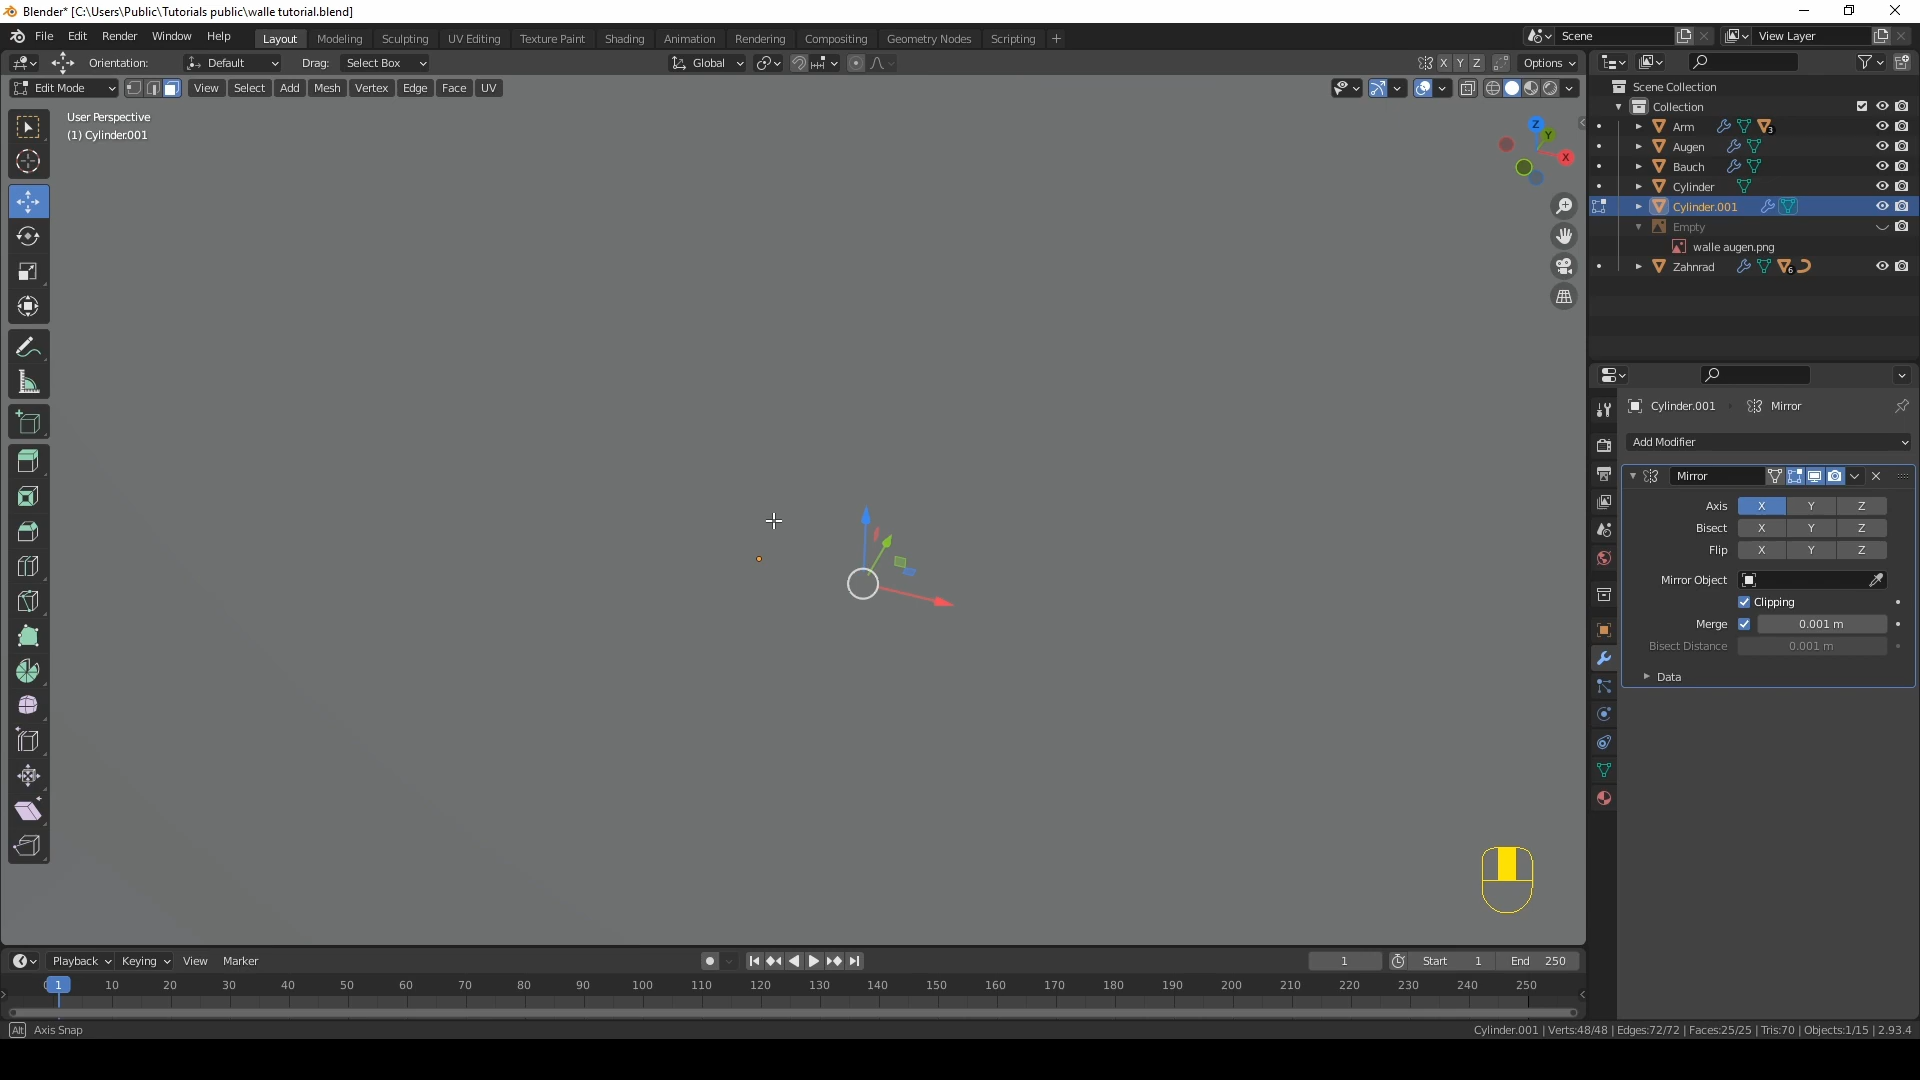 Blender* [C:\Users\Public\Tutorials public\walle tutorial.blend]
File Edit Render Window Help Layout Modeling Sculpting UV Editing Texture Paint Shading Animation Rendering Compositing Geometry Nodes Scripting + Scene View Layer
Orientation: Default Drag: Select Box Global X Y Z Options
Edit Mode View Select Add Mesh Vertex Edge Face UV
User Perspective
(1) Cylinder.001
Z
Y
X
Scene Collection
Collection
Arm 3
Augen
Bauch
Cylinder
Cylinder.001
Empty
walle augen.png
Zahnrad 6
Cylinder.001 Mirror
Add Modifier
Mirror
Axis X Y Z
Bisect X Y Z
Flip X Y Z
Mirror Object
Clipping
Merge 0.001 m
Bisect Distance 0.001 m
Data
Playback Keying View Marker 1 Start 1 End 250
1 10 20 30 40 50 60 70 80 90 100 110 120 130 140 150 160 170 180 190 200 210 220 230 240 250
Alt Axis Snap
Cylinder.001 | Verts:48/48 | Edges:72/72 | Faces:25/25 | Tris:70 | Objects:1/15 | 2.93.4